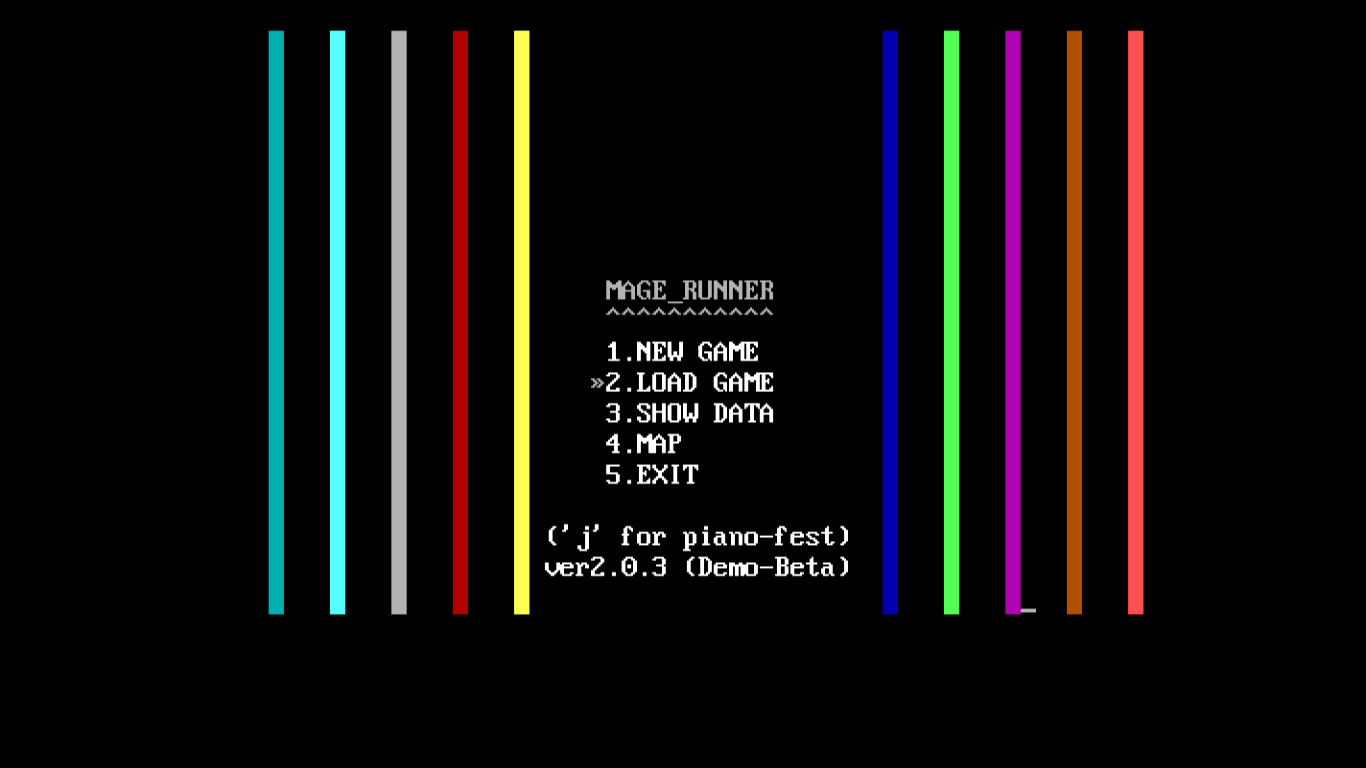 MAGE_RUNNER
^^^^^^^^^^^
1.NEW GAME
»2.LOAD GAME
3.SHOW DATA
4.MAP
5.EXIT
('j' for piano-fest)
ver2.0.3 (Demo-Beta)